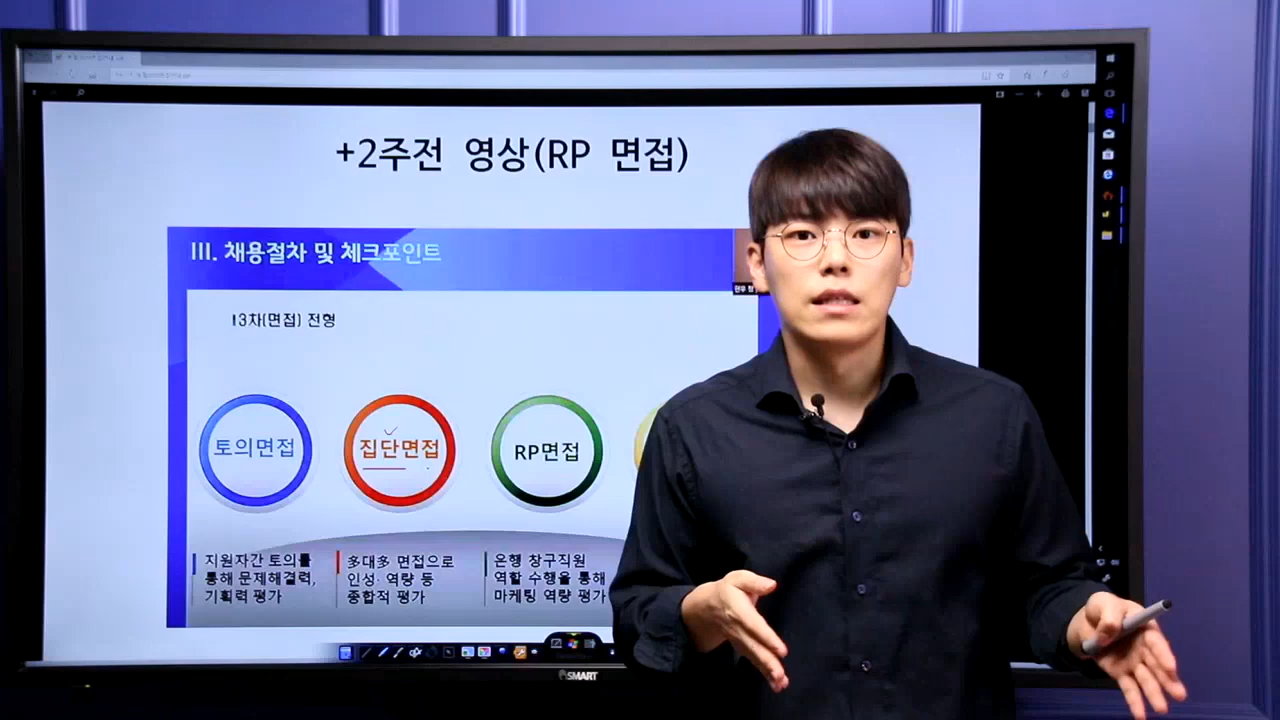 +2주전 영상(RP 면접)
III. 채용절차 및 체크포인트
I 3차(면접) 전형
토의면접
집단면접
RP면접
지원자간 토의를
통해 문제해결력,
기획력 평가
多대多 면접으로
인성·역량 등
종합적 평가
은행 창구직원
역할 수행을 통해
마케팅 역량 평가
SMART